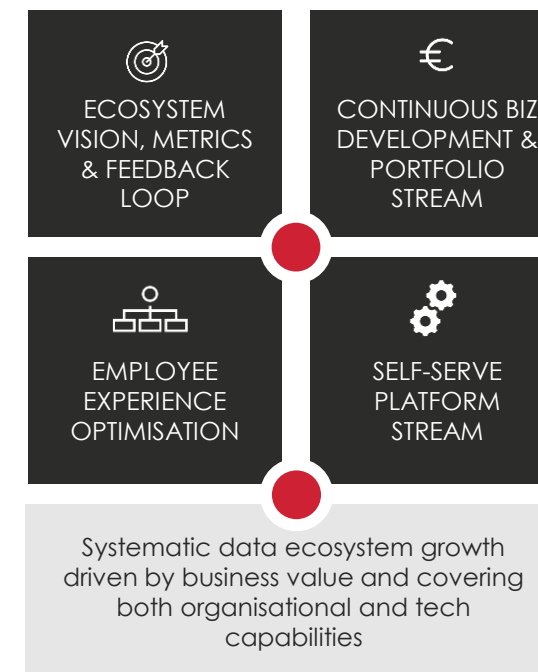 ECOSYSTEM
VISION, METRICS
& FEEDBACK
LOOP
€
CONTINUOUS BIZ
DEVELOPMENT &
PORTFOLIO
STREAM
EMPLOYEE
EXPERIENCE
OPTIMISATION
SELF-SERVE
PLATFORM
STREAM
Systematic data ecosystem growth
driven by business value and covering
both organisational and tech
capabilities